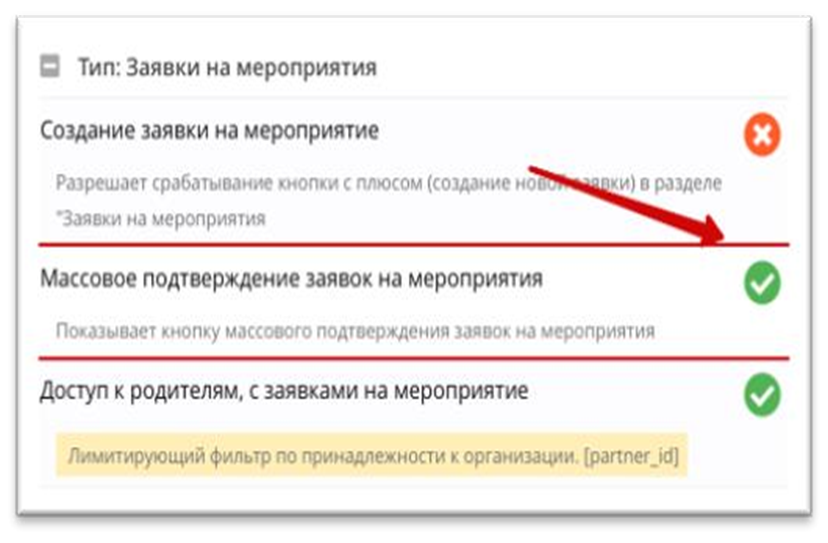 Тип: Заявки на мероприятия
Создание заявки на мероприятие
Разрешает срабатывание кнопки с плюсом (создание новой заявки) в разделе
"Заявки на мероприятия
Массовое подтверждение заявок на мероприятия
Показывает кнопку массового подтверждения заявок на мероприятия
Доступ к родителям, с заявками на мероприятие
Лимитирующий фильтр по принадлежности к организации. [partner_id]